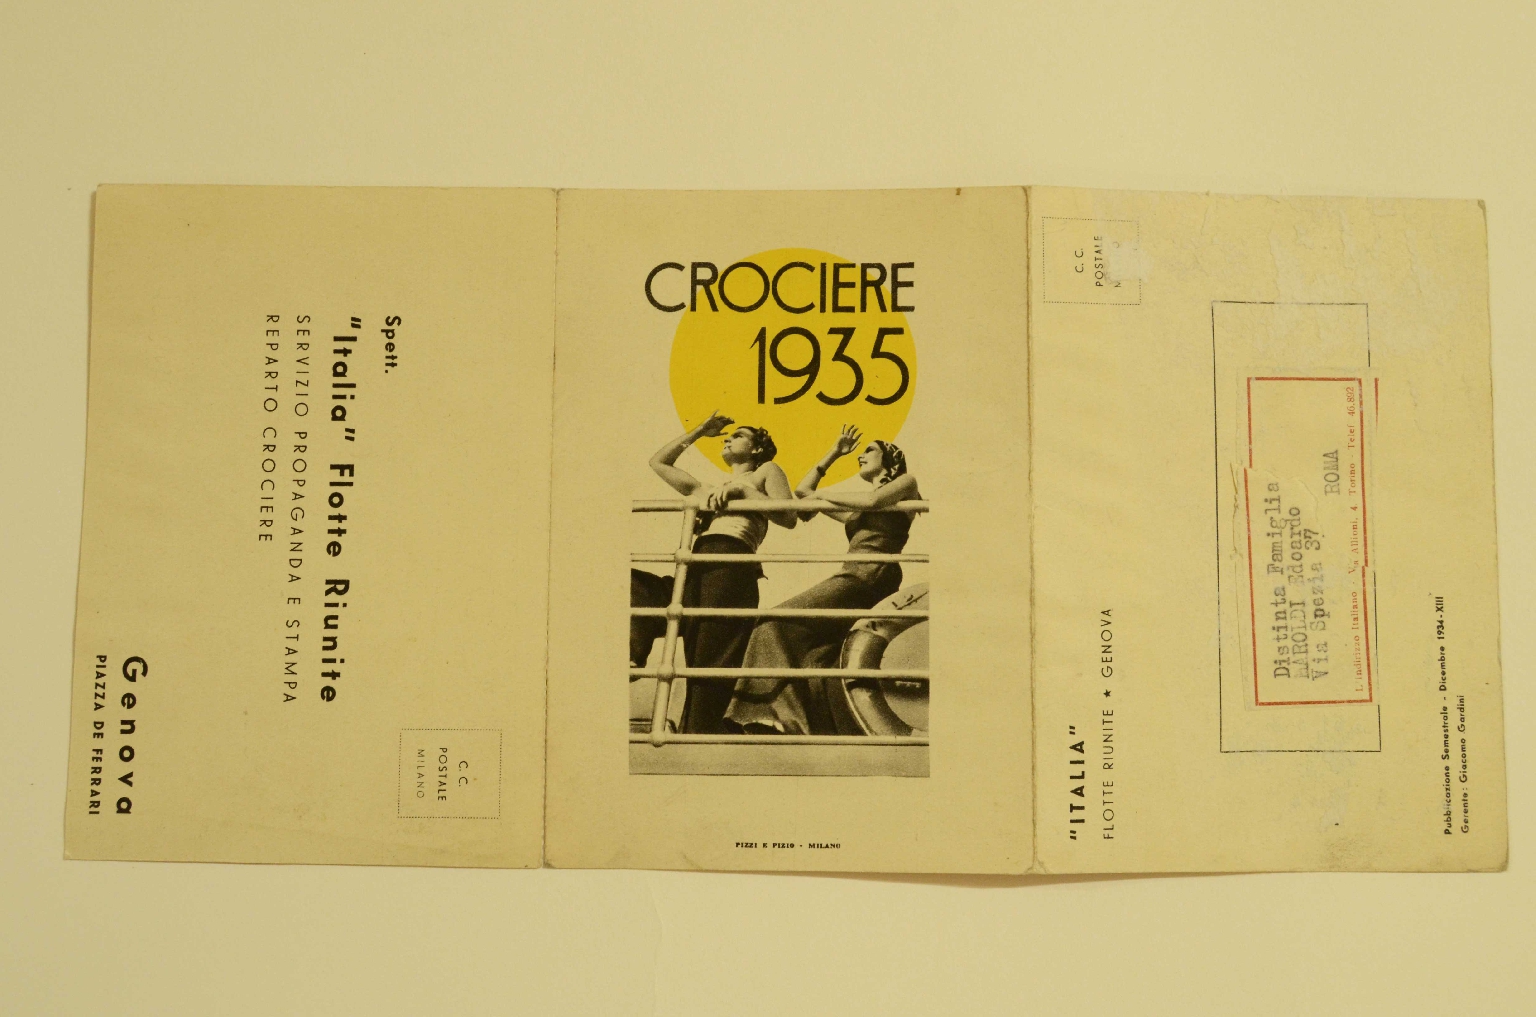 Spett.
"Italia" Flotte Riunite
SERVIZIO PROPAGANDA E STAMPA
REPARTO CROCIERE
Genova
PIAZZA DE FERRARI
C. C.
POSTALE
MILANO
CROCIERE
1935
PIZZI E PIZIO - MILANO
C. C.
POSTALE
"ITALIA"
FLOTTE RIUNITE ★ GENOVA
Distinta Famiglia
MAROLDI Edoardo
Via Spezia 37
ROMA
L'indirizzo Italiano - Via Allioni, 4 Torino - Telef 46.892
Pubblicazione Semestrale - Dicembre 1934-XIII
Gerente: Giacomo Gardini